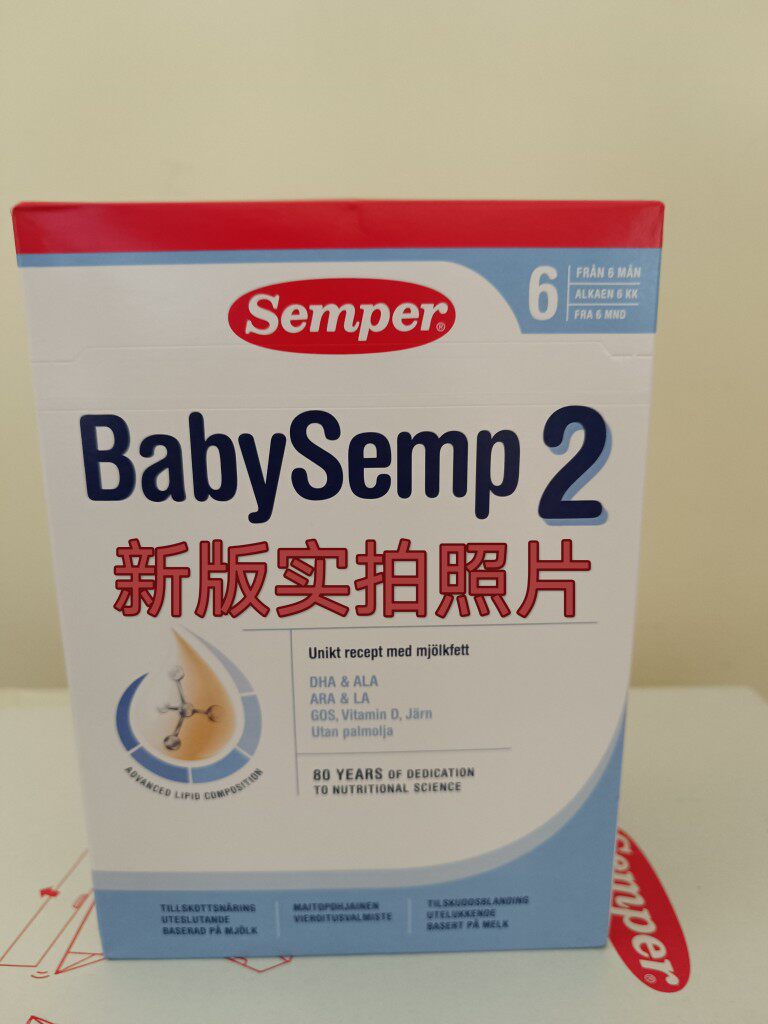 Semper®
6
FRÅN 6 MÅN
ALKAEN 6 KK
FRA 6 MND
BabySemp 2
新版实拍照片
Unikt recept med mjölkfett
DHA & ALA
ARA & LA
GOS, Vitamin D, Järn
Utan palmolja
ADVANCED LIPID COMPOSITION
80 YEARS OF DEDICATION
TO NUTRITIONAL SCIENCE
TILLSKOTTSNÄRING
UTESLUTANDE
BASERAD PÅ MJÖLK
MAITOPOHJAINEN
VIEROITUSVALMISTE
TILSKUDDSBLANDING
UTELUKKENDE
BASERT PÅ MELK
Semper®